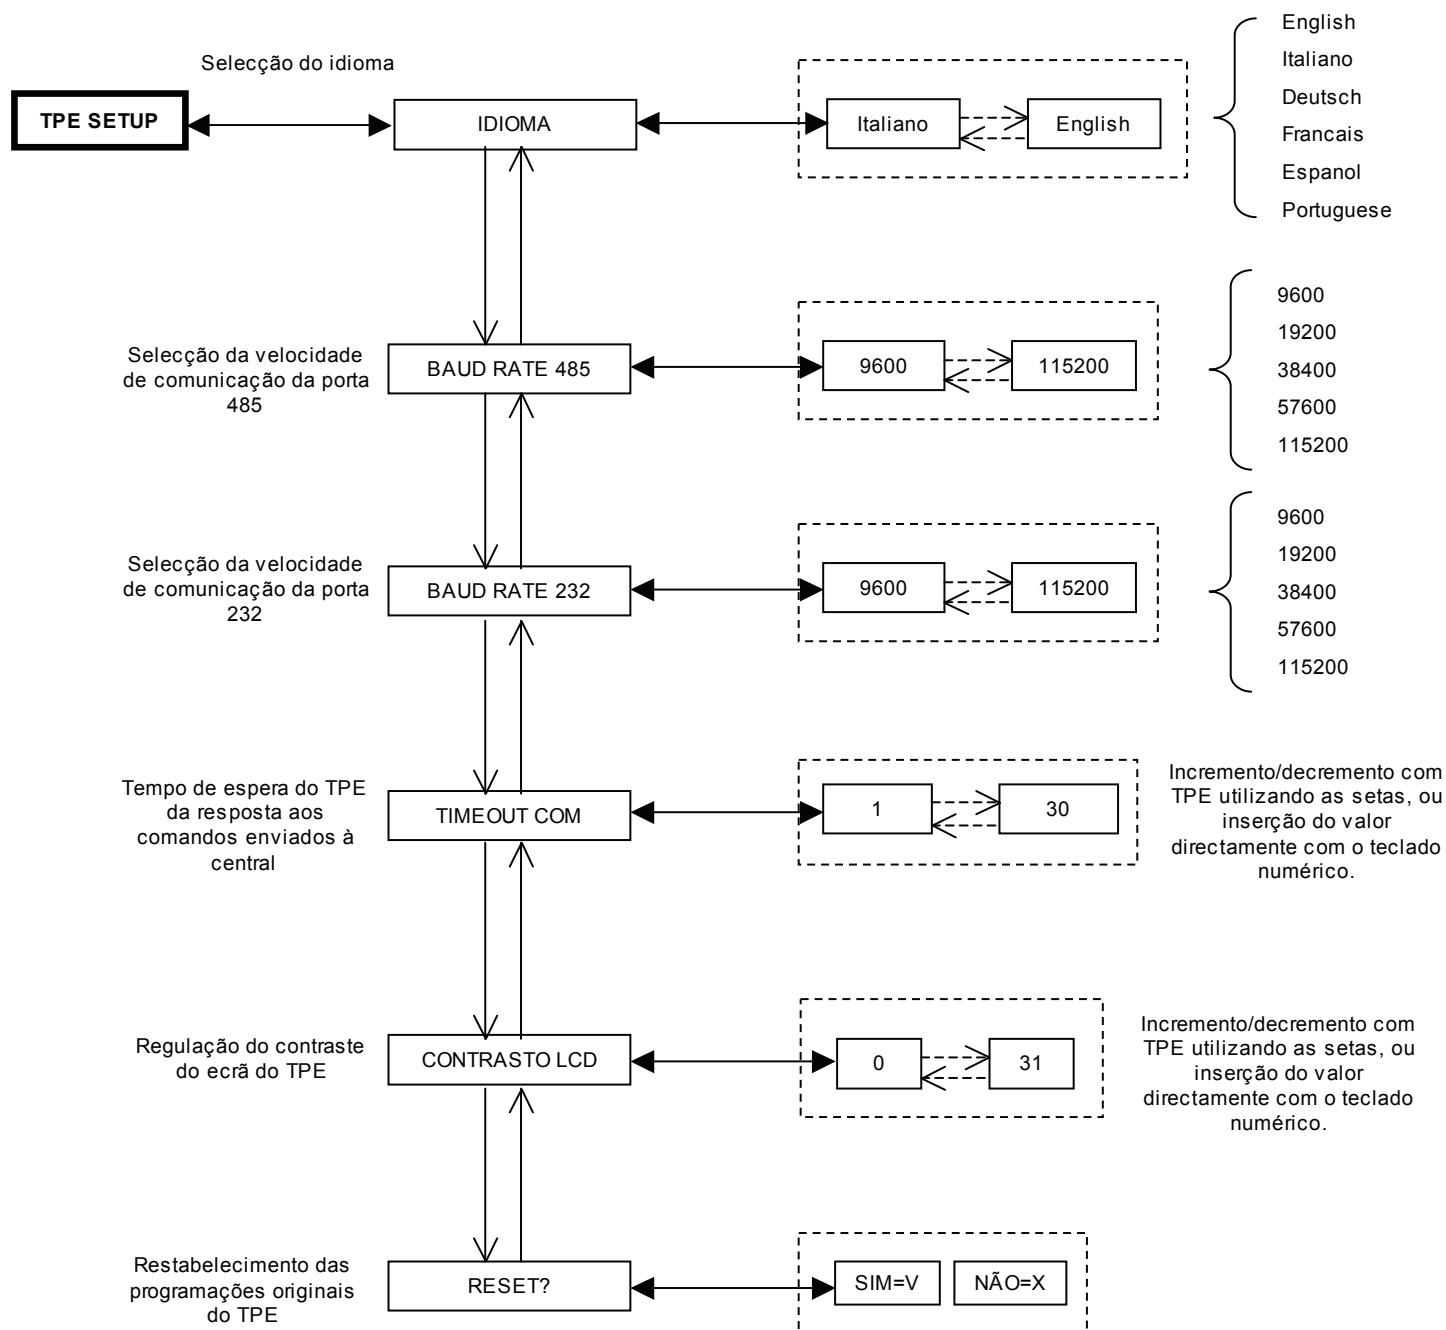 Selecção do idioma
TPE SETUP
IDIOMA
Italiano
English
English
Italiano
Deutsch
Francais
Espanol
Portuguese
Selecção da velocidade
de comunicação da porta
485
BAUD RATE 485
9600
115200
9600
19200
38400
57600
115200
Selecção da velocidade
de comunicação da porta
232
BAUD RATE 232
9600
115200
9600
19200
38400
57600
115200
Tempo de espera do TPE
da resposta aos
comandos enviados à
central
TIMEOUT COM
1
30
Incremento/decremento com
TPE utilizando as setas, ou
inserção do valor
directamente com o teclado
numérico.
Regulação do contraste
do ecrã do TPE
CONTRASTO LCD
0
31
Incremento/decremento com
TPE utilizando as setas, ou
inserção do valor
directamente com o teclado
numérico.
Restabelecimento das
programações originais
do TPE
RESET?
SIM=V
NÃO=X